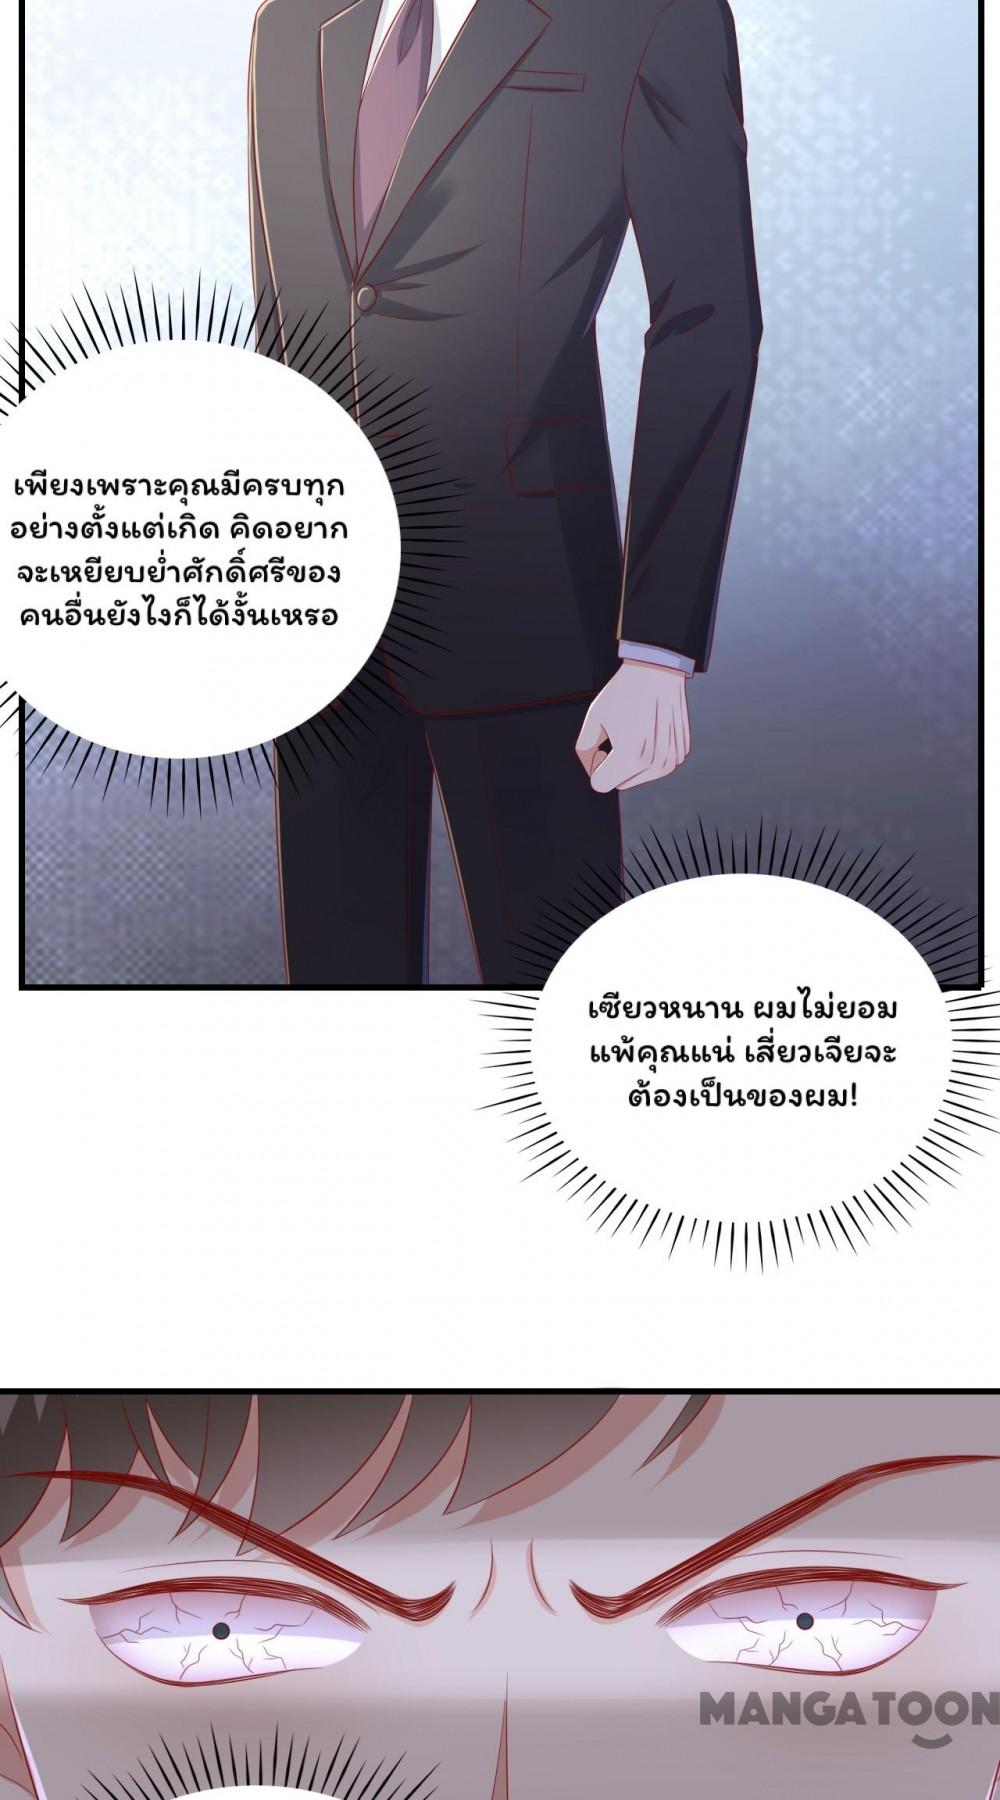 เพียงเพราะคุณมีครบทุก
อย่างตั้งแต่เกิด คิดอยาก
จะเหยียบย่ำศักดิ์ศรีของ
คนอื่นยังไงก็ได้งั้นเหรอ
เซียวหนาน ผมไม่ยอม
แพ้คุณแน่ เสี่ยวเจียจะ
ต้องเป็นของผม!
MANGATOON